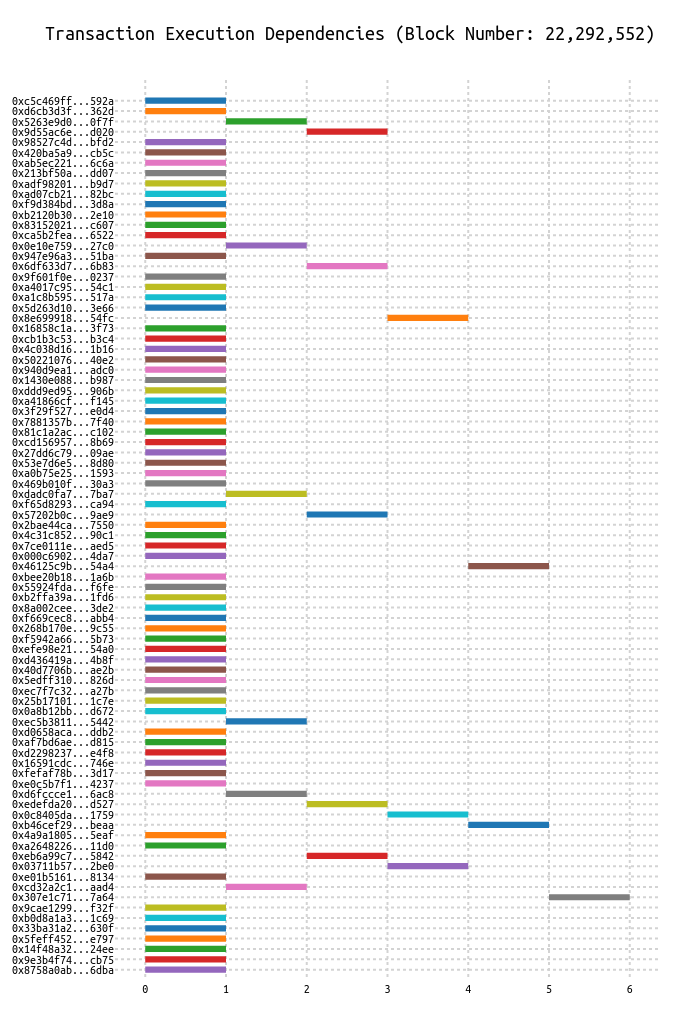 Transaction Execution Dependencies (Block Number: 22,292,552)
0xc5c469ff...592a
0xd6cb3d3f...362d
0x5263e9d0...0f7f
0x9d55ac6e...d020
0x98527c4d...bfd2
0x420ba5a9...cb5c
0xab5ec221...6c6a
0x213bf50a...dd07
0xadf98201...b9d7
0xad07cb21...82bc
0xf9d384bd...3d8a
0xb2120b30...2e10
0x83152021...c607
0xca5b2fea...6522
0x0e10e759...27c0
0x947e96a3...51ba
0x6df633d7...6b83
0x9f601f0e...0237
0xa4017c95...54c1
0xa1c8b595...517a
0x5d263d10...3e66
0x8e699918...54fc
0x16858c1a...3f73
0xcb1b3c53...b3c4
0x4c038d16...1b16
0x50221076...40e2
0x940d9ea1...adc0
0x1430e088...b987
0xddd9ed95...906b
0xa41866cf...f145
0x3f29f527...e0d4
0x7881357b...7f40
0x81c1a2ac...c102
0xcd156957...8b69
0x27dd6c79...09ae
0x53e7d6e5...8d80
0xa0b75e25...1593
0x469b010f...30a3
0xdadc0fa7...7ba7
0xf65d8293...ca94
0x57202b0c...9ae9
0x2bae44ca...7550
0x4c31c852...90c1
0x7ce0111e...aed5
0x000c6902...4da7
0x46125c9b...54a4
0xbee20b18...1a6b
0x55924fda...f6fe
0xb2ffa39a...1fd6
0x8a002cee...3de2
0xf669cec8...abb4
0x268b170e...9c55
0xf5942a66...5b73
0xefe98e21...54a0
0xd436419a...4b8f
0x40d7706b...ae2b
0x5edff310...826d
0xec7f7c32...a27b
0x25b17101...1c7e
0x0a8b12bb...d672
0xec5b3811...5442
0xd0658aca...ddb2
0xaf7bd6ae...d815
0xd2298237...e4f8
0x16591cdc...746e
0xfefaf78b...3d17
0xe0c5b7f1...4237
0xd6fccce1...6ac8
0xedefda20...d527
0x0c8405da...1759
0xb46cef29...beaa
0x4a9a1805...5eaf
0xa2648226...11d0
0xeb6a99c7...5842
0x03711b57...2be0
0xe01b5161...8134
0xcd32a2c1...aad4
0x307e1c71...7a64
0x9cae1299...f32f
0xb0d8a1a3...1c69
0x33ba31a2...630f
0x5feff452...e797
0x14f48a32...24ee
0x9e3b4f74...cb75
0x8758a0ab...6dba
0 1 2 3 4 5 6